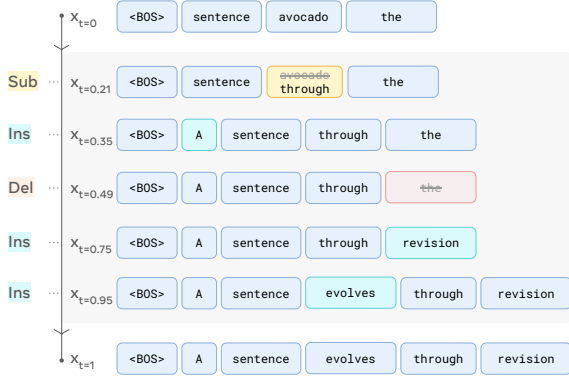 x t=0 <BOS> sentence avocado the
Sub x t=0.21 <BOS> sentence avocado the
through
Ins x t=0.35 <BOS> A sentence through the
Del x t=0.49 <BOS> A sentence through the
Ins x t=0.75 <BOS> A sentence through revision
Ins x t=0.95 <BOS> A sentence evolves through revision
x t=1 <BOS> A sentence evolves through revision